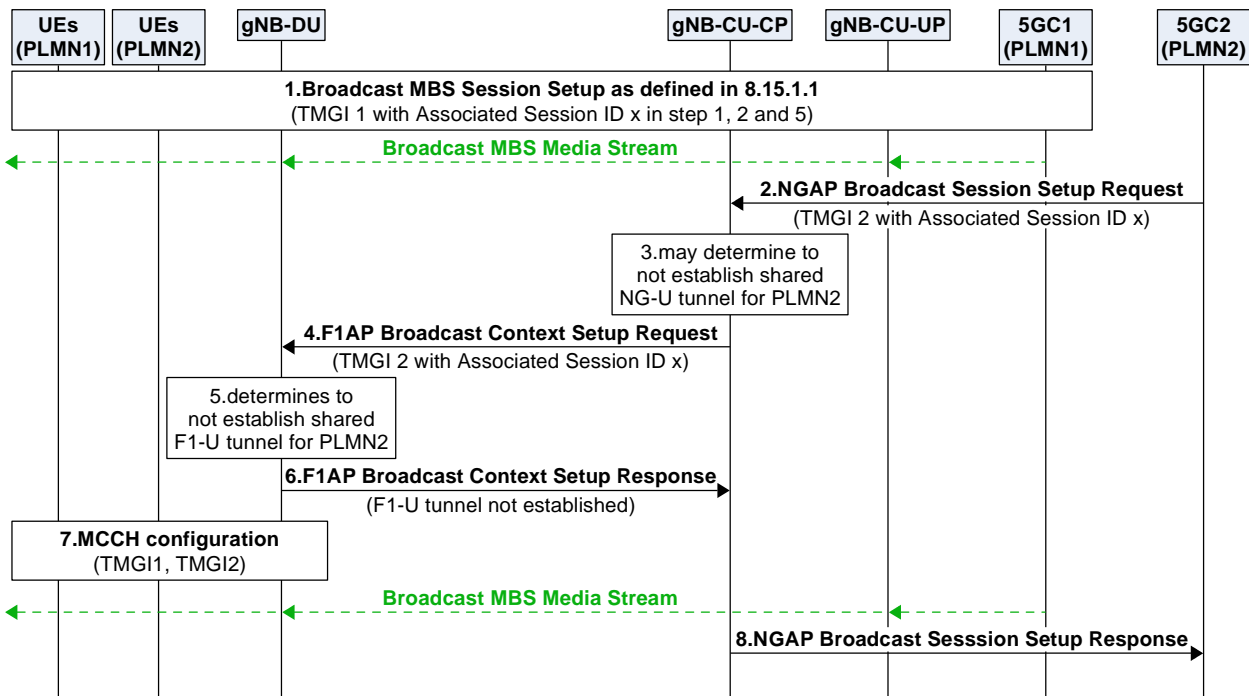 UEs
(PLMN1)
UEs
(PLMN2)
gNB-DU
gNB-CU-CP
gNB-CU-UP
5GC1
(PLMN1)
5GC2
(PLMN2)
1.Broadcast MBS Session Setup as defined in 8.15.1.1
(TMGI 1 with Associated Session ID x in step 1, 2 and 5)
Broadcast MBS Media Stream
2.NGAP Broadcast Session Setup Request
(TMGI 2 with Associated Session ID x)
3.may determine to
not establish shared
NG-U tunnel for PLMN2
4.F1AP Broadcast Context Setup Request
(TMGI 2 with Associated Session ID x)
5.determines to
not establish shared
F1-U tunnel for PLMN2
6.F1AP Broadcast Context Setup Response
(F1-U tunnel not established)
7.MCCH configuration
(TMGI1, TMGI2)
Broadcast MBS Media Stream
8.NGAP Broadcast Sesssion Setup Response